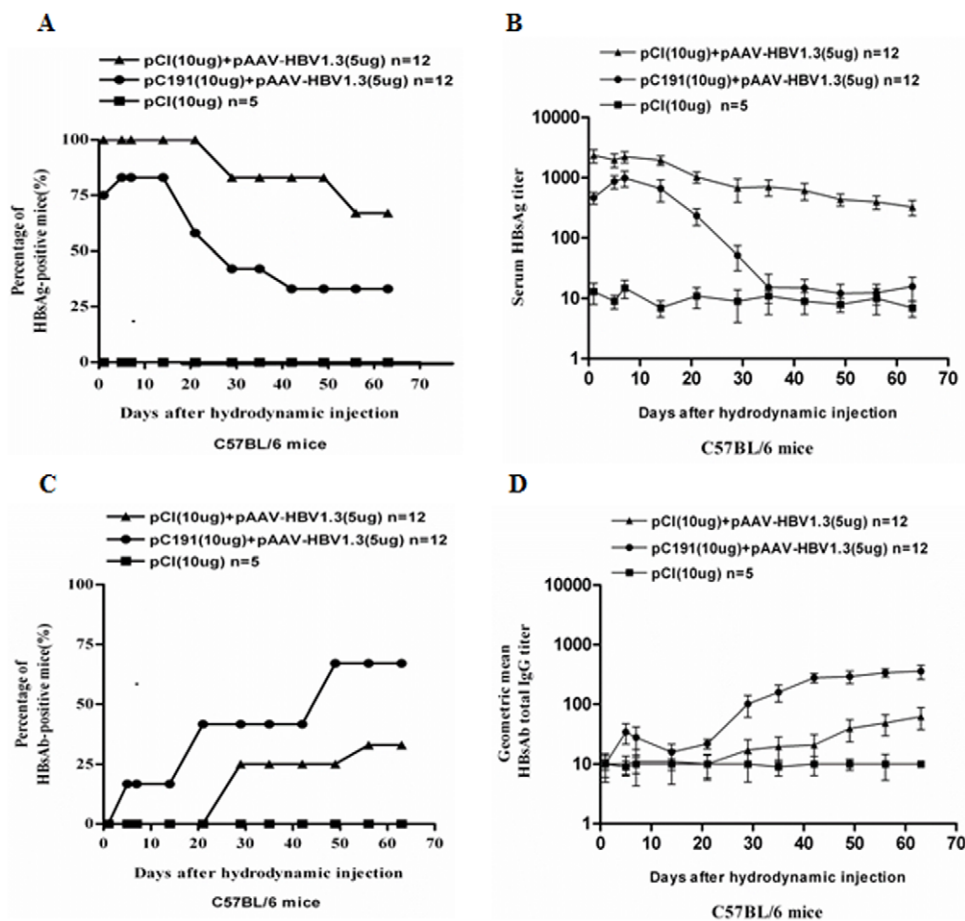 A
pCI(10ug)+pAAV-HBV1.3(5ug) n=12
pC191(10ug)+pAAV-HBV1.3(5ug) n=12
pCI(10ug) n=5
Percentage of
HBsAg-positive mice(%)
100
75
50
25
0
0 10 20 30 40 50 60 70
Days after hydrodynamic injection
C57BL/6 mice
B
pCI(10ug)+pAAV-HBV1.3(5ug) n=12
pC191(10ug)+pAAV-HBV1.3(5ug) n=12
pCI(10ug) n=5
Serum HBsAg titer
10000
1000
100
10
1
0 10 20 30 40 50 60 70
Days after hydrodynamic injection
C57BL/6 mice
C
pCI(10ug)+pAAV-HBV1.3(5ug) n=12
pC191(10ug)+pAAV-HBV1.3(5ug) n=12
pCI(10ug) n=5
Percentage of
HBsAb-positive mice(%)
100
75
50
25
0
0 10 20 30 40 50 60 70
Days after hydrodynamic injection
C57BL/6 mice
D
pCI(10ug)+pAAV-HBV1.3(5ug) n=12
pC191(10ug)+pAAV-HBV1.3(5ug) n=12
pCI(10ug) n=5
Geometric mean
HBsAb total IgG titer
10000
1000
100
10
1
0 10 20 30 40 50 60 70
Days after hydrodynamic injection
C57BL/6 mice